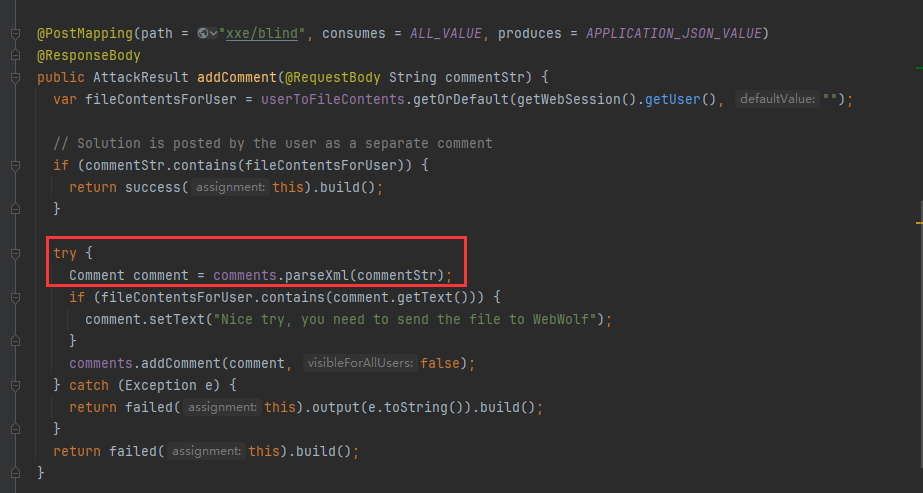 @PostMapping(path = "xxe/blind", consumes = ALL_VALUE, produces = APPLICATION_JSON_VALUE)
@ResponseBody
public AttackResult addComment(@RequestBody String commentStr) {
var fileContentsForUser = userToFileContents.getOrDefault(getWebSession().getUser(), defaultValue: "");
// Solution is posted by the user as a separate comment
if (commentStr.contains(fileContentsForUser)) {
return success( assignment: this).build();
}
try {
Comment comment = comments.parseXml(commentStr);
if (fileContentsForUser.contains(comment.getText())) {
comment.setText("Nice try, you need to send the file to WebWolf");
}
comments.addComment(comment, visibleForAllUsers: false);
} catch (Exception e) {
return failed( assignment: this).output(e.toString()).build();
}
return failed( assignment: this).build();
}